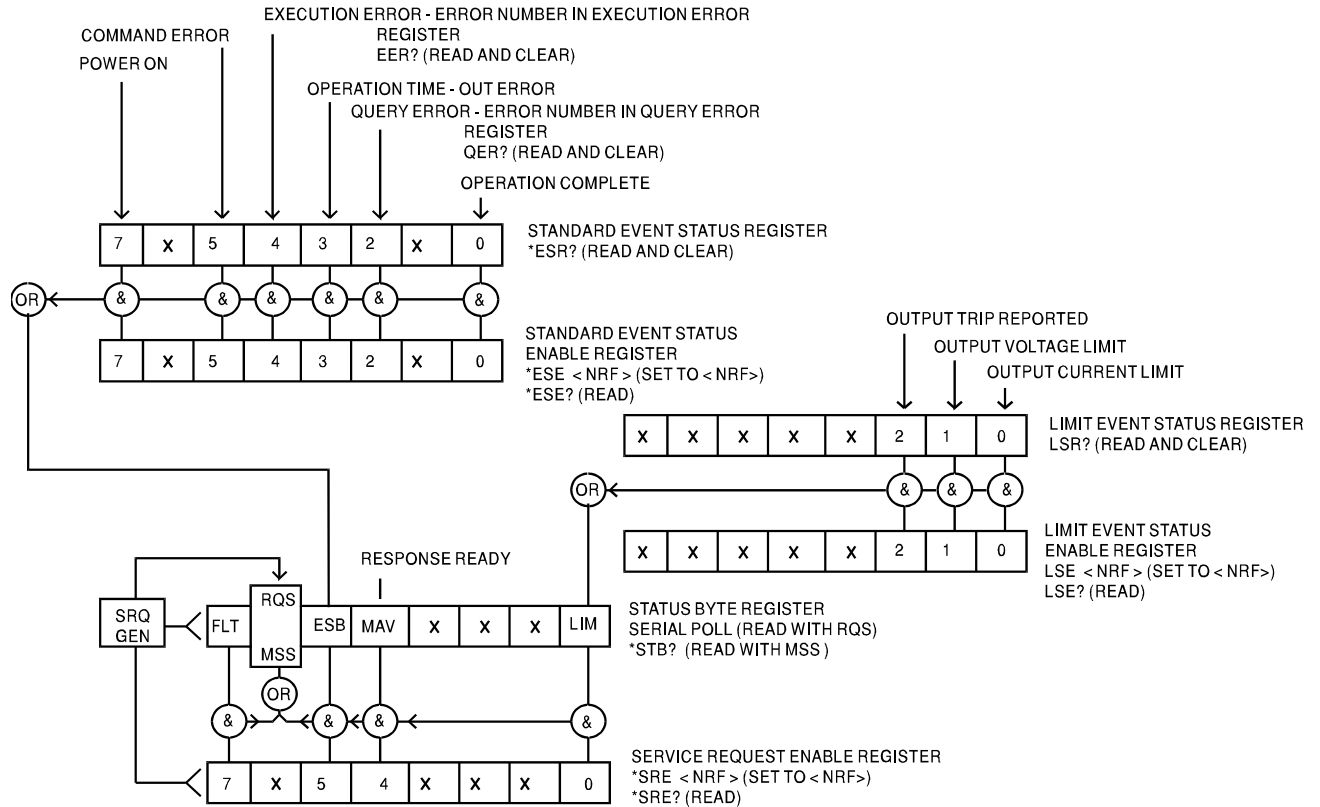 EXECUTION ERROR - ERROR NUMBER IN EXECUTION ERROR
REGISTER
EER? (READ AND CLEAR)
COMMAND ERROR
POWER ON
OPERATION TIME - OUT ERROR
QUERY ERROR - ERROR NUMBER IN QUERY ERROR
REGISTER
QER? (READ AND CLEAR)
OPERATION COMPLETE
7 X 5 4 3 2 X 0
STANDARD EVENT STATUS REGISTER
*ESR? (READ AND CLEAR)
OR & & & & & &
7 X 5 4 3 2 X 0
STANDARD EVENT STATUS
ENABLE REGISTER
*ESE < NRF > (SET TO < NRF>)
*ESE? (READ)
OUTPUT TRIP REPORTED
OUTPUT VOLTAGE LIMIT
OUTPUT CURRENT LIMIT
X X X X X 2 1 0
LIMIT EVENT STATUS REGISTER
LSR? (READ AND CLEAR)
OR & & &
X X X X X 2 1 0
LIMIT EVENT STATUS
ENABLE REGISTER
LSE < NRF > (SET TO < NRF>)
LSE? (READ)
RESPONSE READY
SRQ
GEN
FLT RQS MSS ESB MAV X X X LIM
STATUS BYTE REGISTER
SERIAL POLL (READ WITH RQS)
*STB? (READ WITH MSS )
OR
& & & &
7 X 5 4 X X X 0
SERVICE REQUEST ENABLE REGISTER
*SRE < NRF > (SET TO < NRF>)
*SRE? (READ)